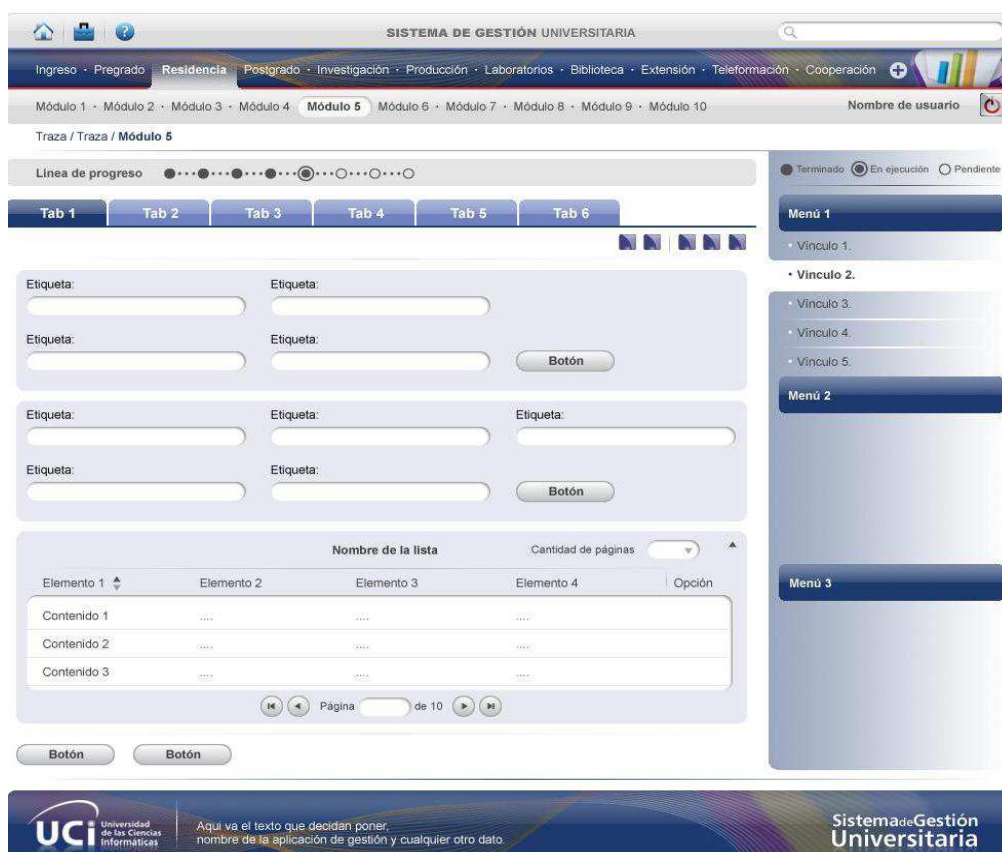 SISTEMA DE GESTIÓN UNIVERSITARIA
Ingreso · Pregrado Residencia Postgrado · Investigación · Producción · Laboratorios · Biblioteca · Extensión · Teleformación · Cooperación
Módulo 1 · Módulo 2 · Módulo 3 · Módulo 4 Módulo 5 Módulo 6 · Módulo 7 · Módulo 8 · Módulo 9 · Módulo 10 Nombre de usuario
Traza / Traza / Módulo 5
Linea de progreso
Terminado En ejecución Pendiente
Tab 1 Tab 2 Tab 3 Tab 4 Tab 5 Tab 6
Menú 1
· Vínculo 1.
· Vinculo 2.
· Vínculo 3.
· Vínculo 4.
· Vínculo 5.
Menú 2
Menú 3
Etiqueta: Etiqueta:
Etiqueta: Etiqueta:
Botón
Etiqueta: Etiqueta: Etiqueta:
Etiqueta: Etiqueta:
Botón
Nombre de la lista Cantidad de páginas
Elemento 1 Elemento 2 Elemento 3 Elemento 4 Opción
Contenido 1 .... .... ....
Contenido 2 .... .... ....
Contenido 3 .... .... ....
Página de 10
Botón Botón
UCi Universidad
de las Ciencias
Informáticas
Aqui va el texto que decidan poner,
nombre de la aplicación de gestión y cualquier otro dato.
SistemadeGestión
Universitaria